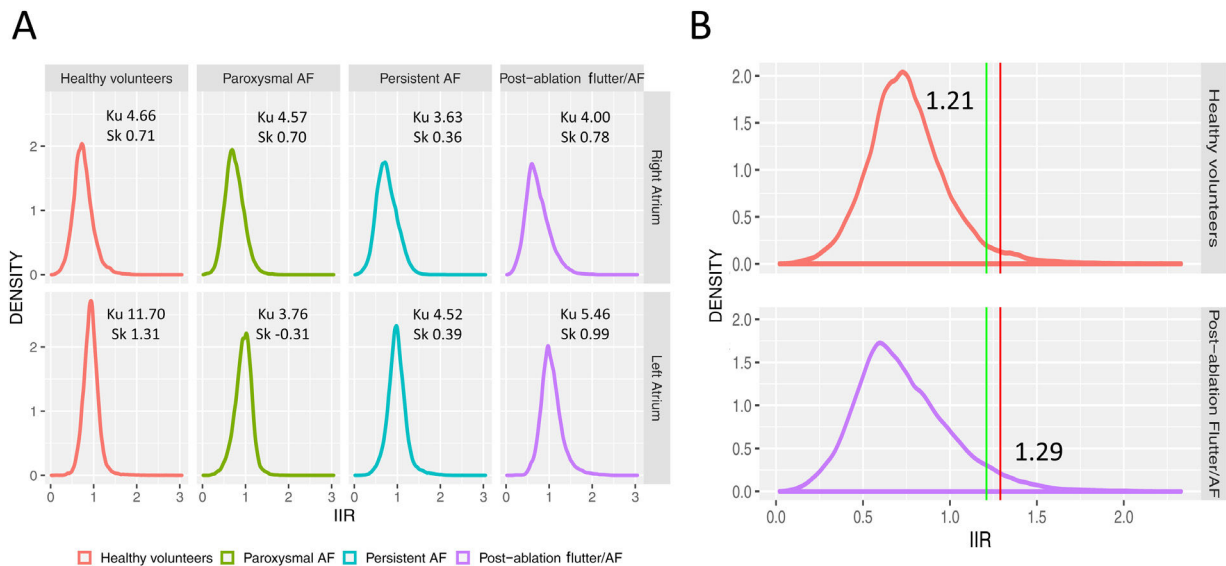 A
Healthy volunteers
Paroxysmal AF
Persistent AF
Post-ablation flutter/AF
Ku 4.66
Sk 0.71
Ku 4.57
Sk 0.70
Ku 3.63
Sk 0.36
Ku 4.00
Sk 0.78
Right Atrium
2
1
0
DENSITY
Ku 11.70
Sk 1.31
Ku 3.76
Sk -0.31
Ku 4.52
Sk 0.39
Ku 5.46
Sk 0.99
Left Atrium
2
1
0
0 1 2 3
0 1 2 3
0 1 2 3
0 1 2 3
IIR
Healthy volunteers
Paroxysmal AF
Persistent AF
Post-ablation flutter/AF
B
2.0
1.5
1.0
0.5
0.0
1.21
Healthy volunteers
DENSITY
2.0
1.5
1.0
0.5
0.0
1.29
Post-ablation Flutter/AF
0.0 0.5 1.0 1.5 2.0
IIR